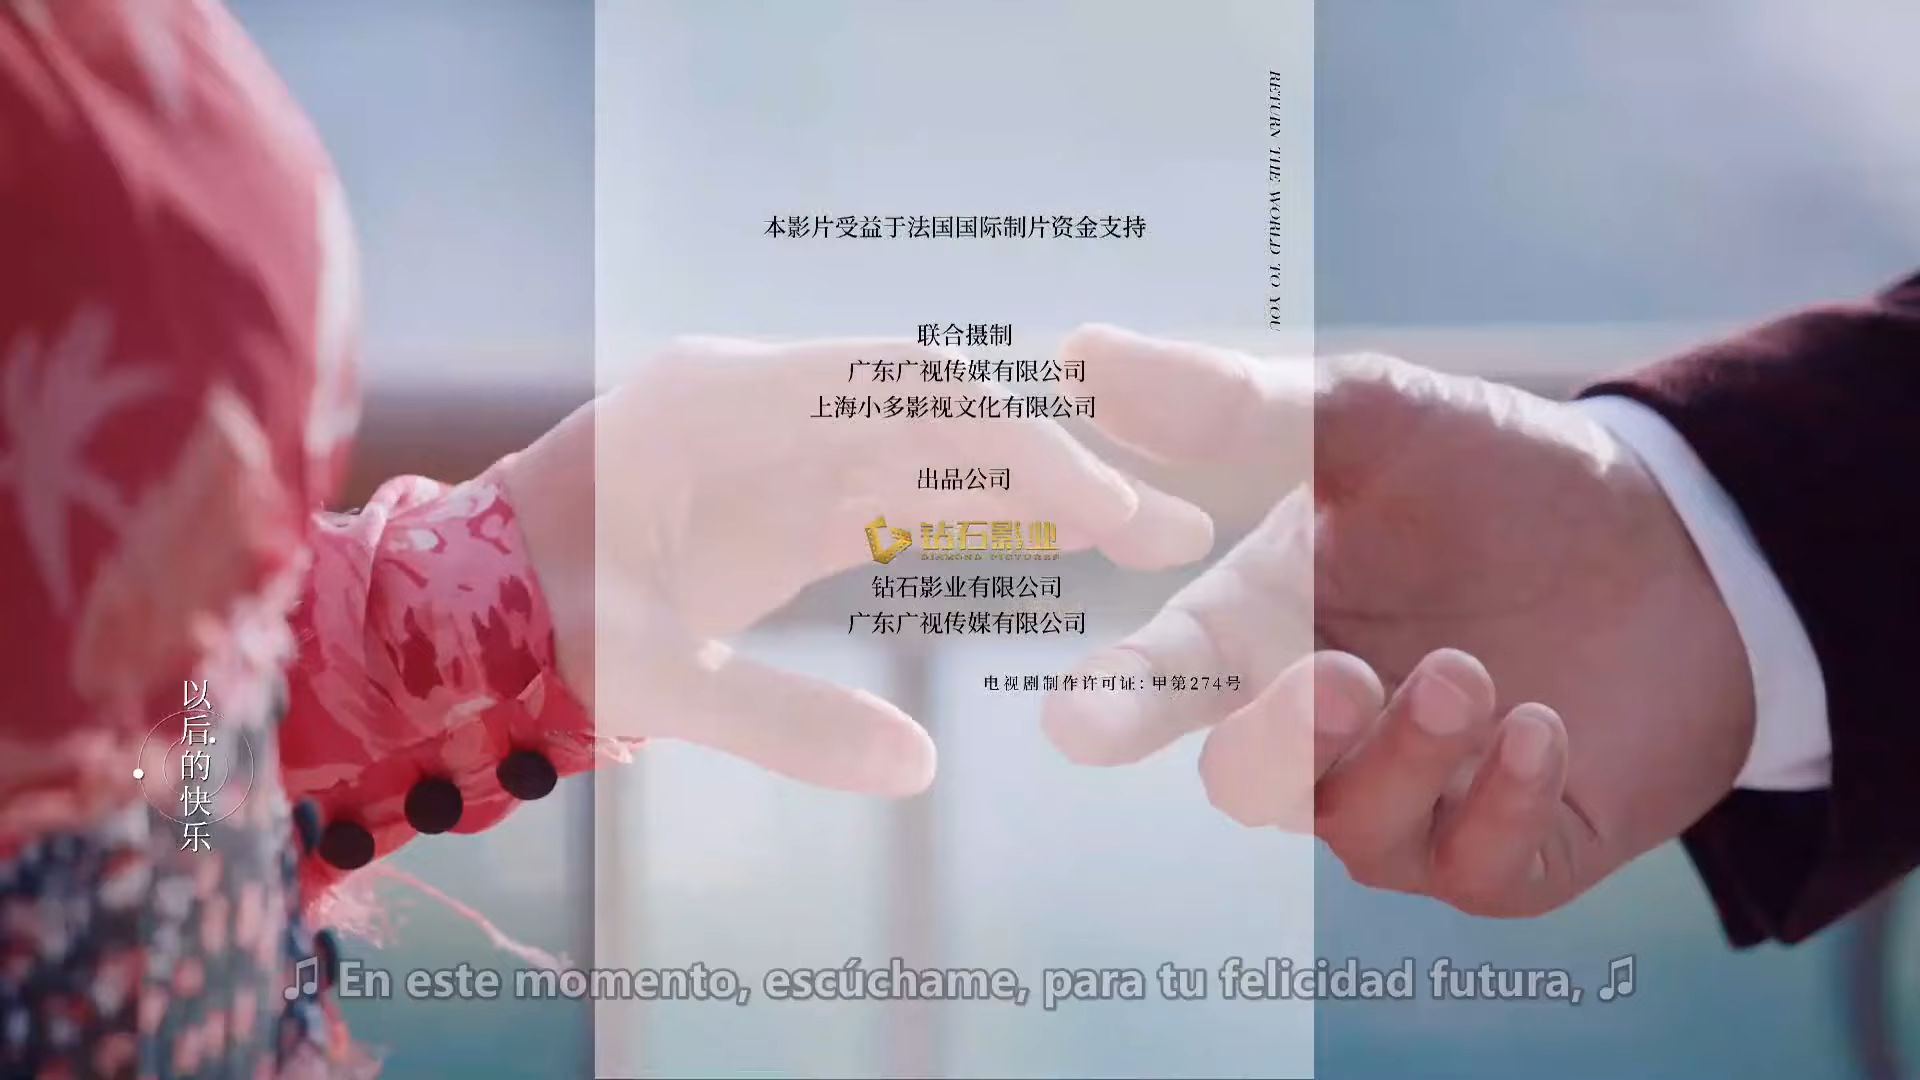 RETURN THE WORLD TO YOU
本影片受益于法国国际制片资金支持
联合摄制
广东广视传媒有限公司
上海小多影视文化有限公司
出品公司
钻石影业
DIAMOND PICTURES
钻石影业有限公司
广东广视传媒有限公司
电视剧制作许可证:甲第274号
以后的快乐
♫ En este momento, escúchame, para tu felicidad futura, ♫